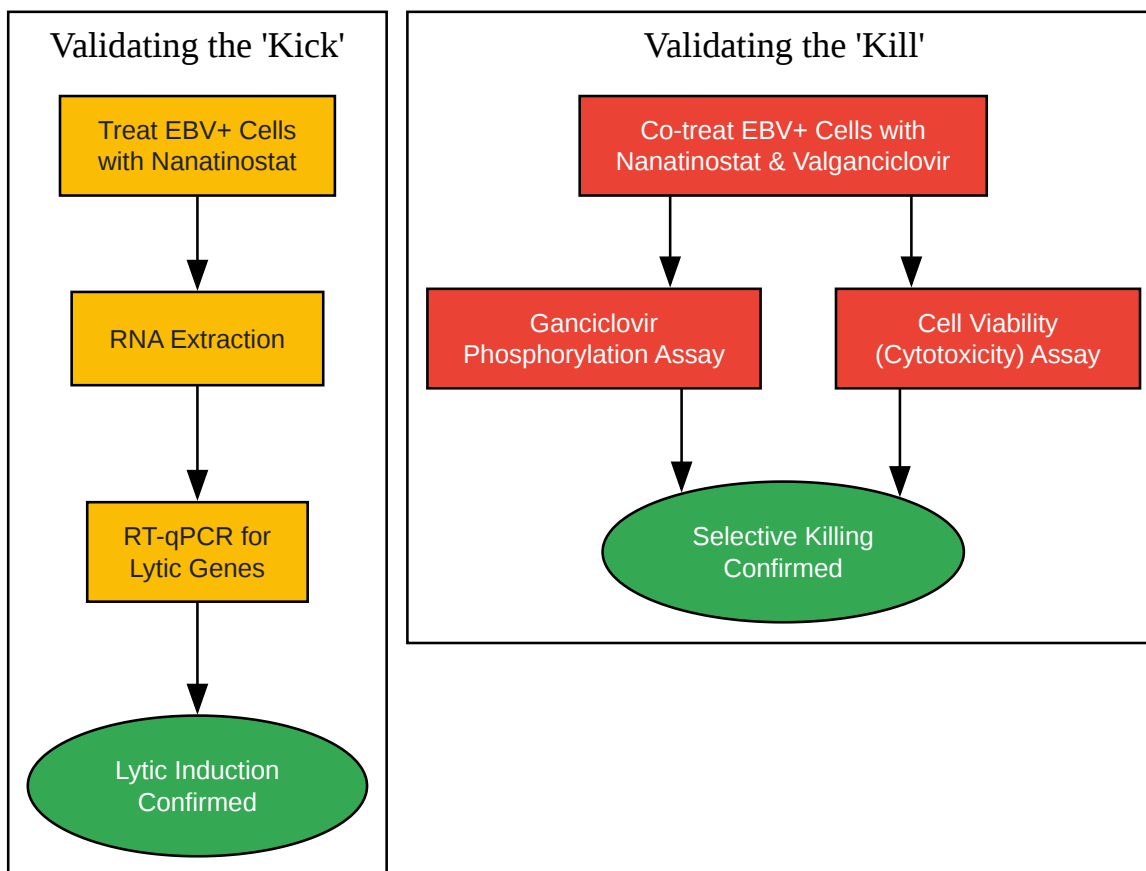 Validating the 'Kick'
Treat EBV+ Cells
with Nanatinostat
RNA Extraction
RT-qPCR for
Lytic Genes
Lytic Induction
Confirmed
Validating the 'Kill'
Co-treat EBV+ Cells with
Nanatinostat & Valganciclovir
Ganciclovir
Phosphorylation Assay
Cell Viability
(Cytotoxicity) Assay
Selective Killing
Confirmed